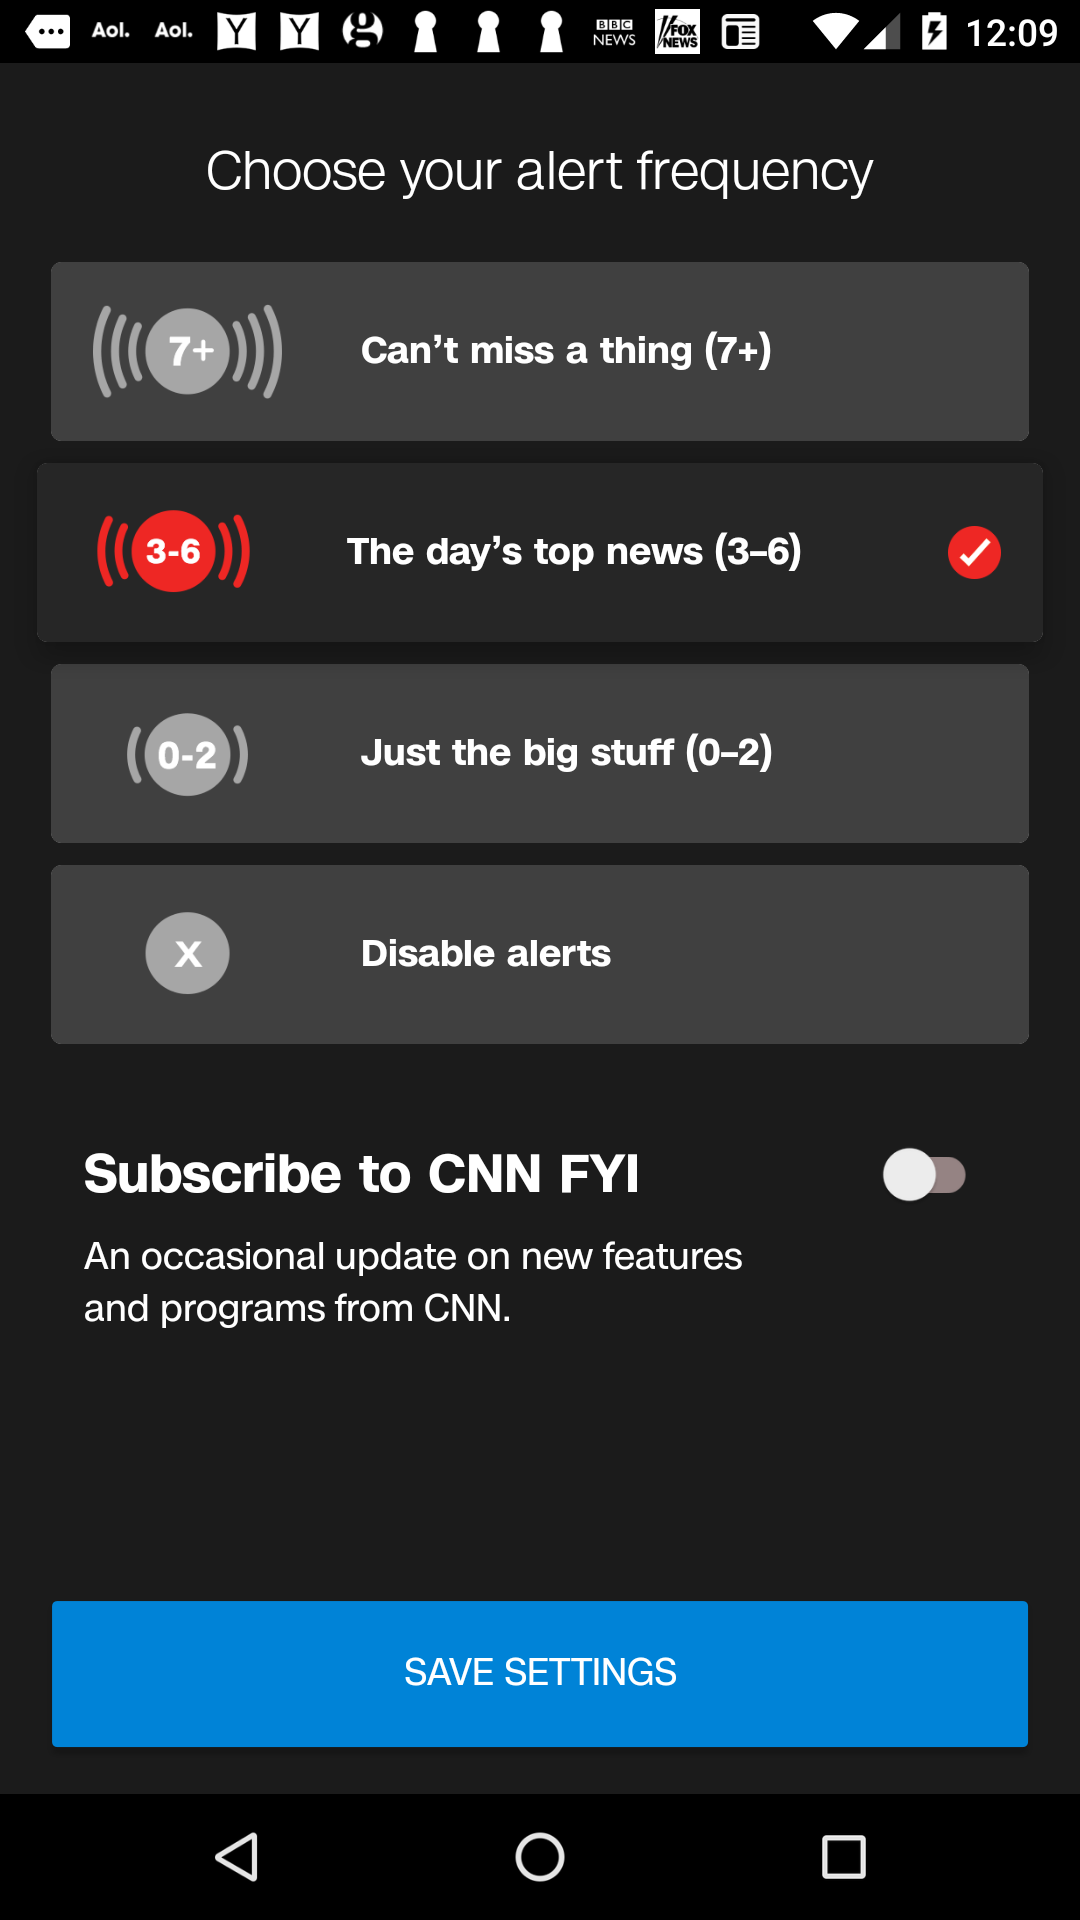 Aol. Aol. Y Y g BBC NEWS FOX NEWS 12:09
Choose your alert frequency
7+ Can’t miss a thing (7+)
3-6 The day’s top news (3–6)
0-2 Just the big stuff (0–2)
X Disable alerts
Subscribe to CNN FYI
An occasional update on new features
and programs from CNN.
SAVE SETTINGS